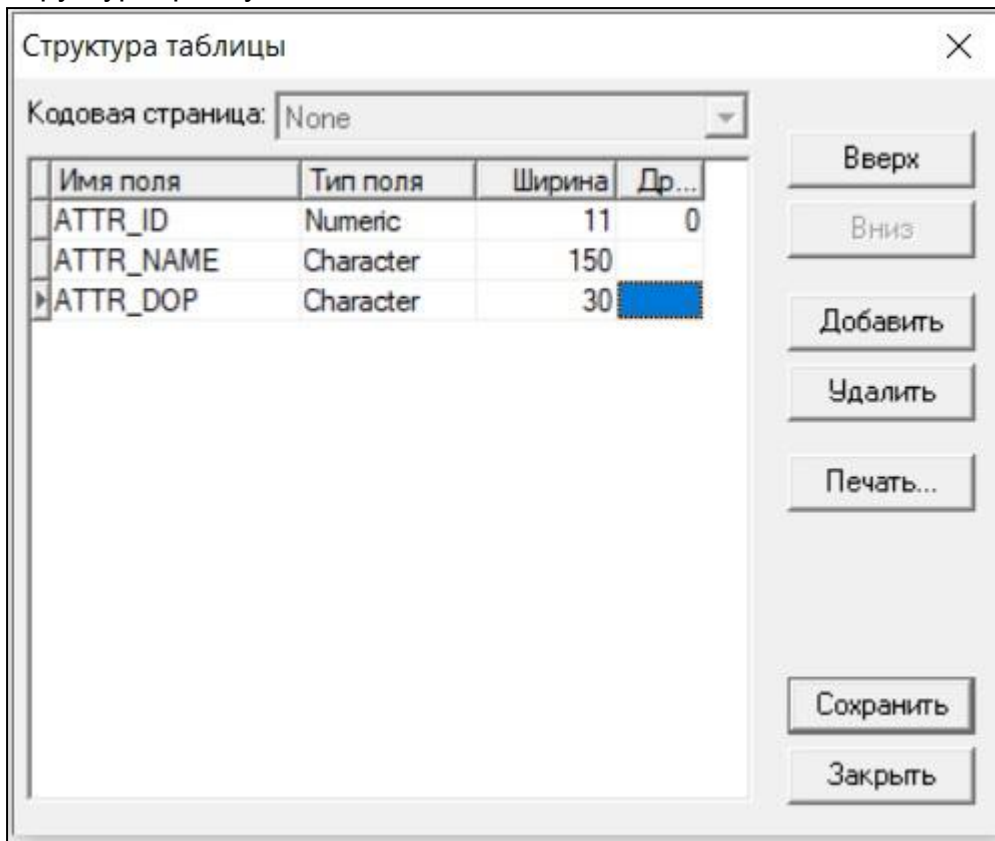 Структура таблицы
Кодовая страница: None
Имя поля Тип поля Ширина Др...
ATTR_ID Numeric 11 0
ATTR_NAME Character 150
ATTR_DOP Character 30
Вверх
Вниз
Добавить
Удалить
Печать...
Сохранить
Закрыть